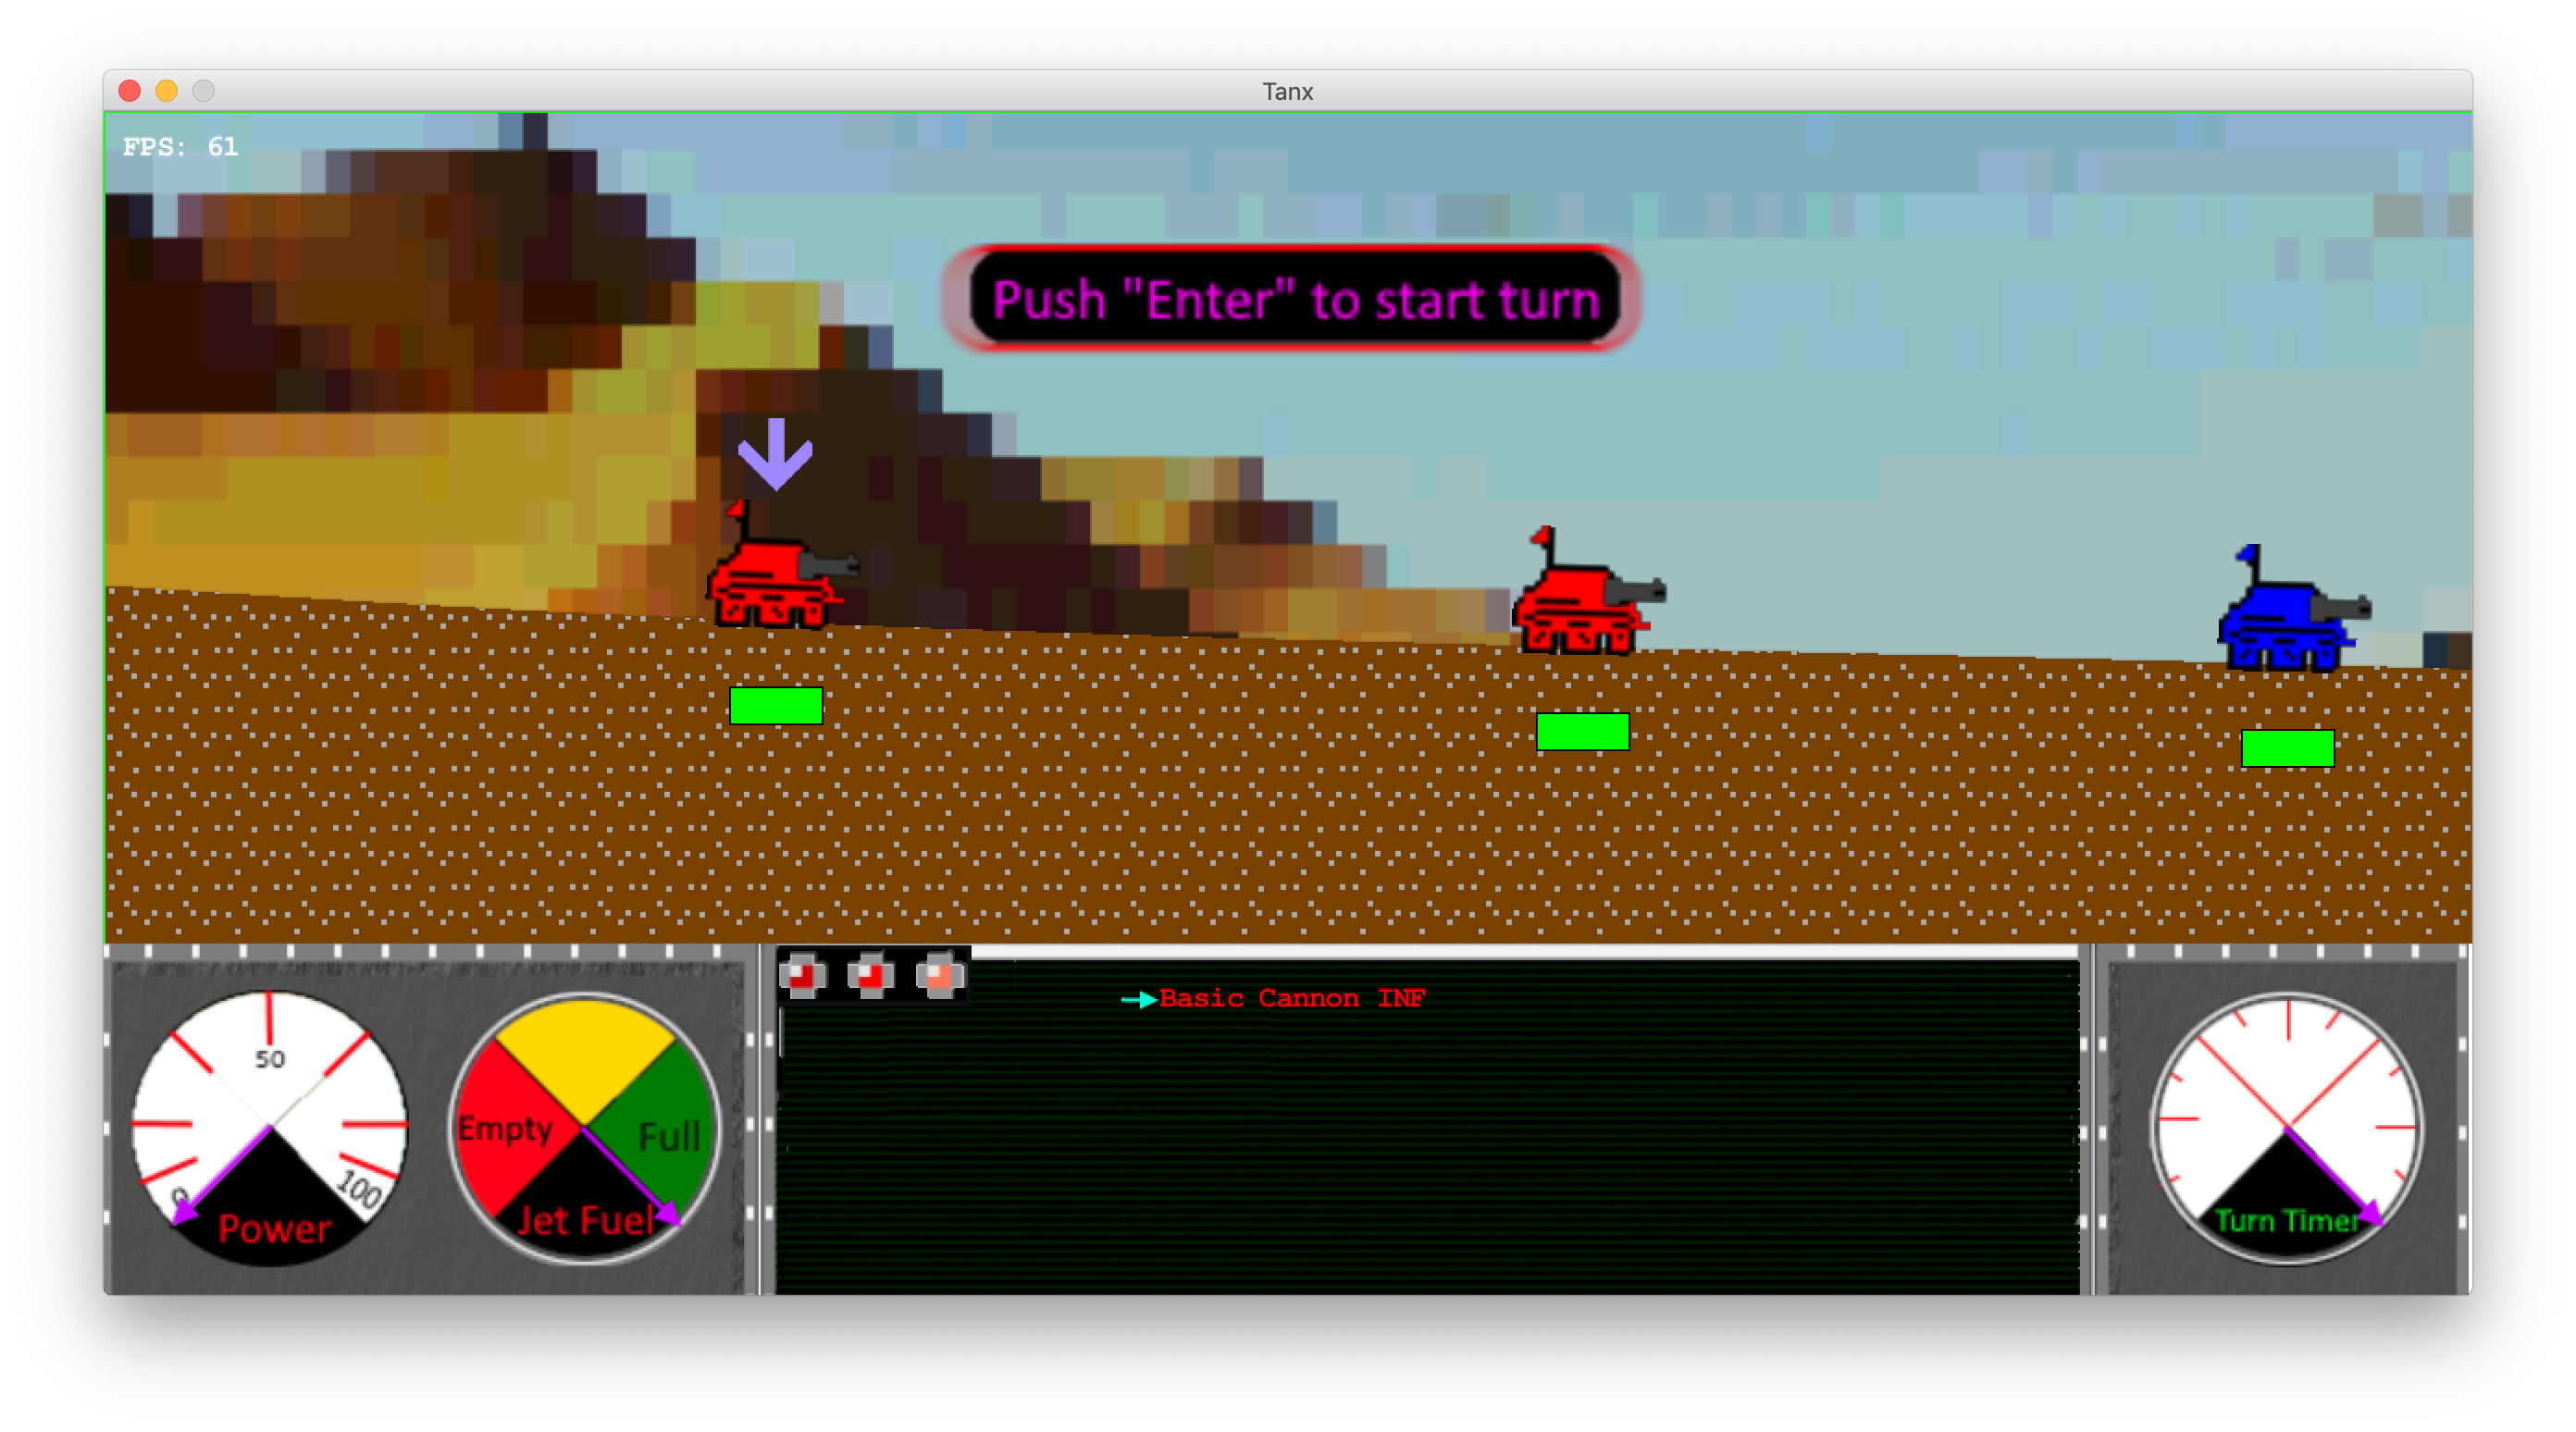 Tanx
FPS: 61
Push "Enter" to start turn
Basic Cannon INF
50
0
100
Power
Empty
Full
Jet Fuel
Turn Timer